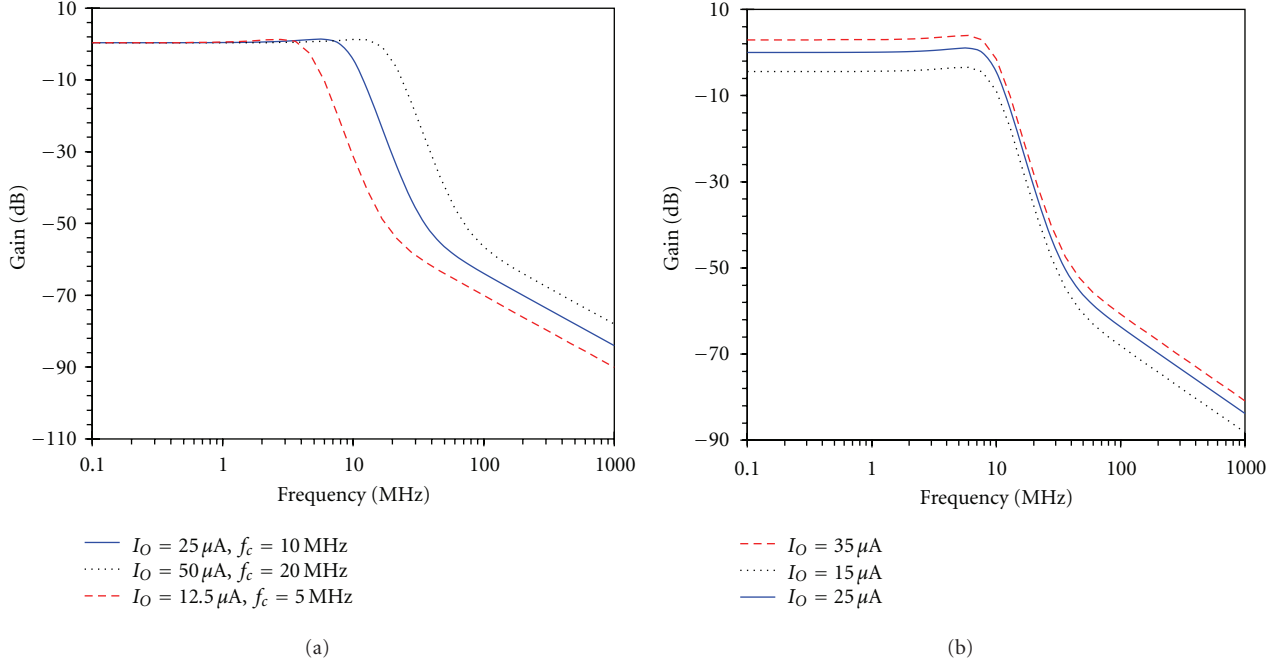 10
−10
−30
−50
−70
−90
−110
Gain (dB)
0.1 1 10 100 1000
Frequency (MHz)
I_O = 25 μA, f_c = 10 MHz
I_O = 50 μA, f_c = 20 MHz
I_O = 12.5 μA, f_c = 5 MHz
(a)
10
−10
−30
−50
−70
−90
Gain (dB)
0.1 1 10 100 1000
Frequency (MHz)
I_O = 35 μA
I_O = 15 μA
I_O = 25 μA
(b)